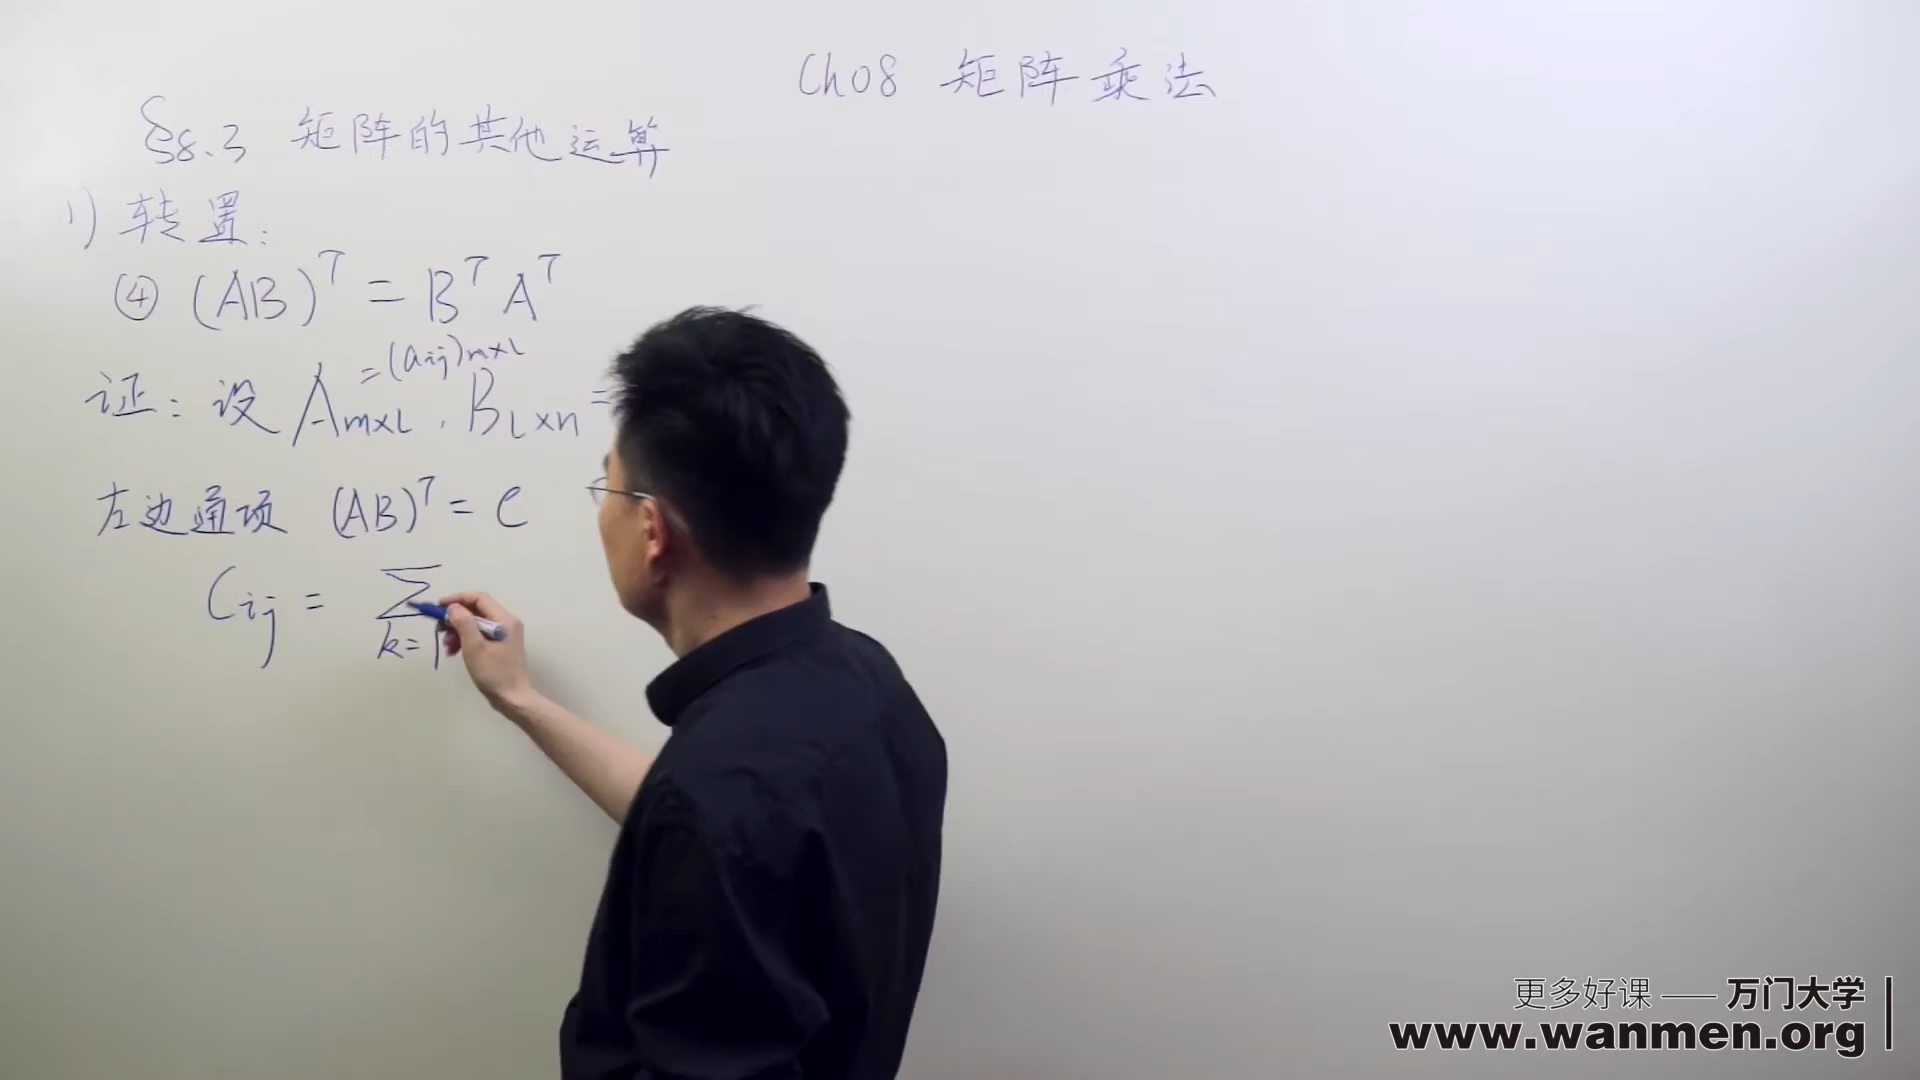 Ch08 矩阵乘法
§8.3 矩阵的其他运算
1) 转置:
④ (AB)ᵀ = BᵀAᵀ
=(aij)m×l
证: 设 Am×l , Bl×n =
左边通项 (AB)ᵀ = C
Cij = Σ
k=1
更多好课 —— 万门大学
www.wanmen.org